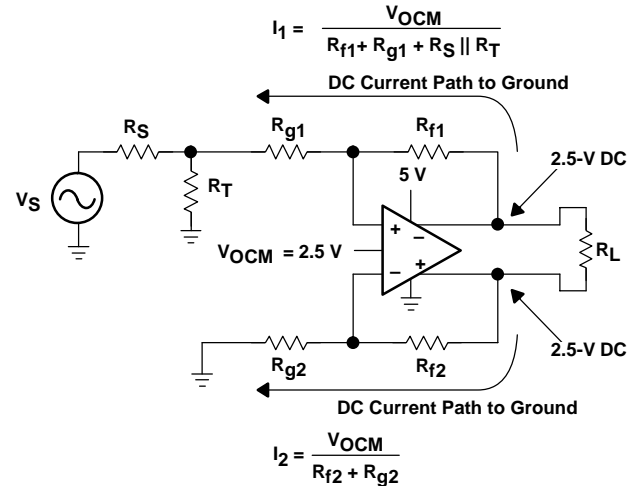 I1 = VOCM / Rf1+ Rg1 + RS || RT
DC Current Path to Ground
RS
Rg1
Rf1
2.5-V DC
5 V
RT
VS
+
−
VOCM = 2.5 V
RL
−
+
Rg2
Rf2
2.5-V DC
DC Current Path to Ground
I2 = VOCM / Rf2 + Rg2